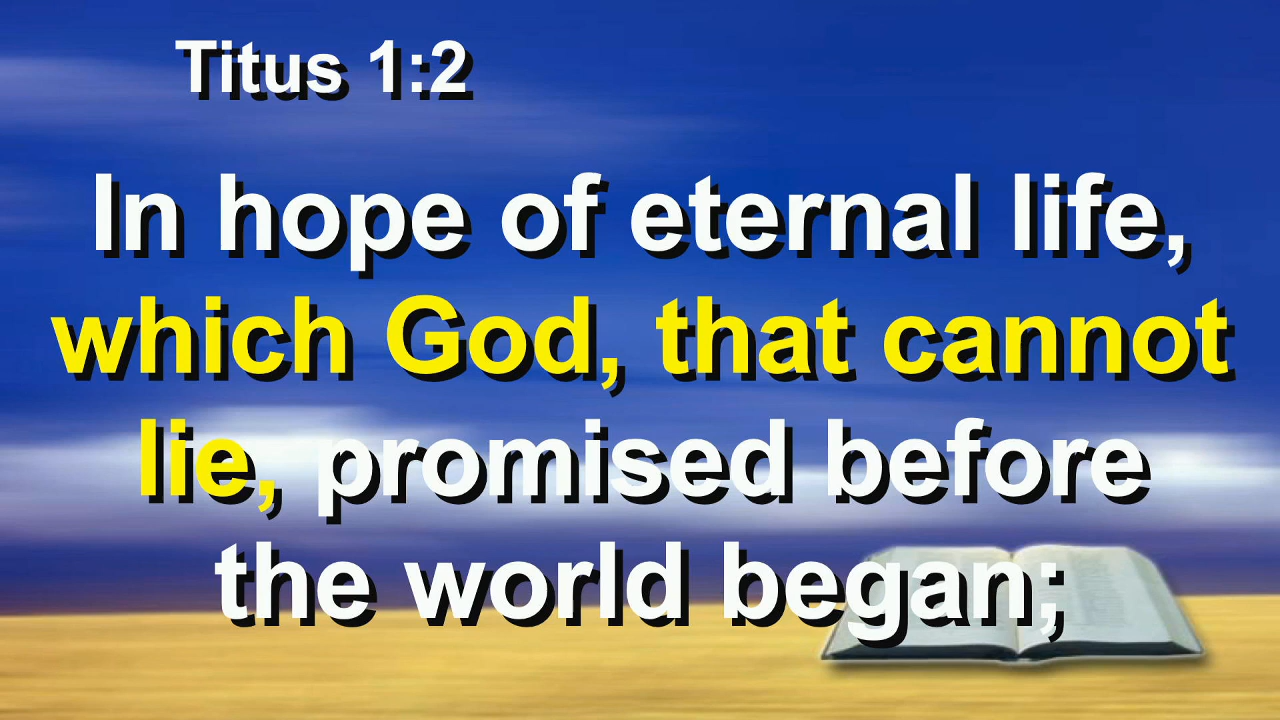 Titus 1:2
In hope of eternal life,
which God, that cannot
lie, promised before
the world began;